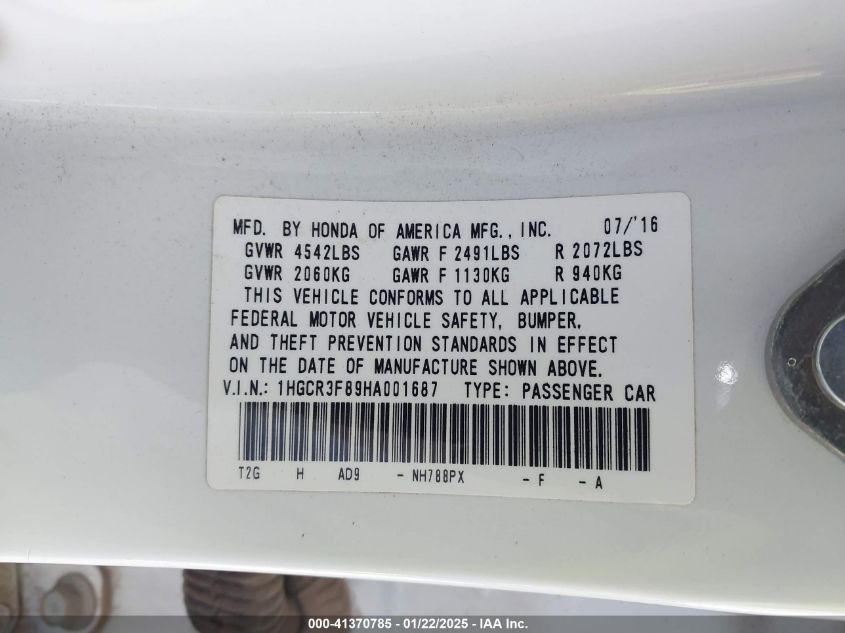 MFD. BY HONDA OF AMERICA MFG., INC. 07/'16
GVWR 4542LBS GAWR F 2491LBS R 2072LBS
GVWR 2060KG GAWR F 1130KG R 940KG
THIS VEHICLE CONFORMS TO ALL APPLICABLE
FEDERAL MOTOR VEHICLE SAFETY, BUMPER,
AND THEFT PREVENTION STANDARDS IN EFFECT
ON THE DATE OF MANUFACTURE SHOWN ABOVE.
V.I.N.: 1HGCR3F89HA001687 TYPE: PASSENGER CAR
T2G H AD9 - NH788PX - F - A
000-41370785 - 01/22/2025 - IAA Inc.